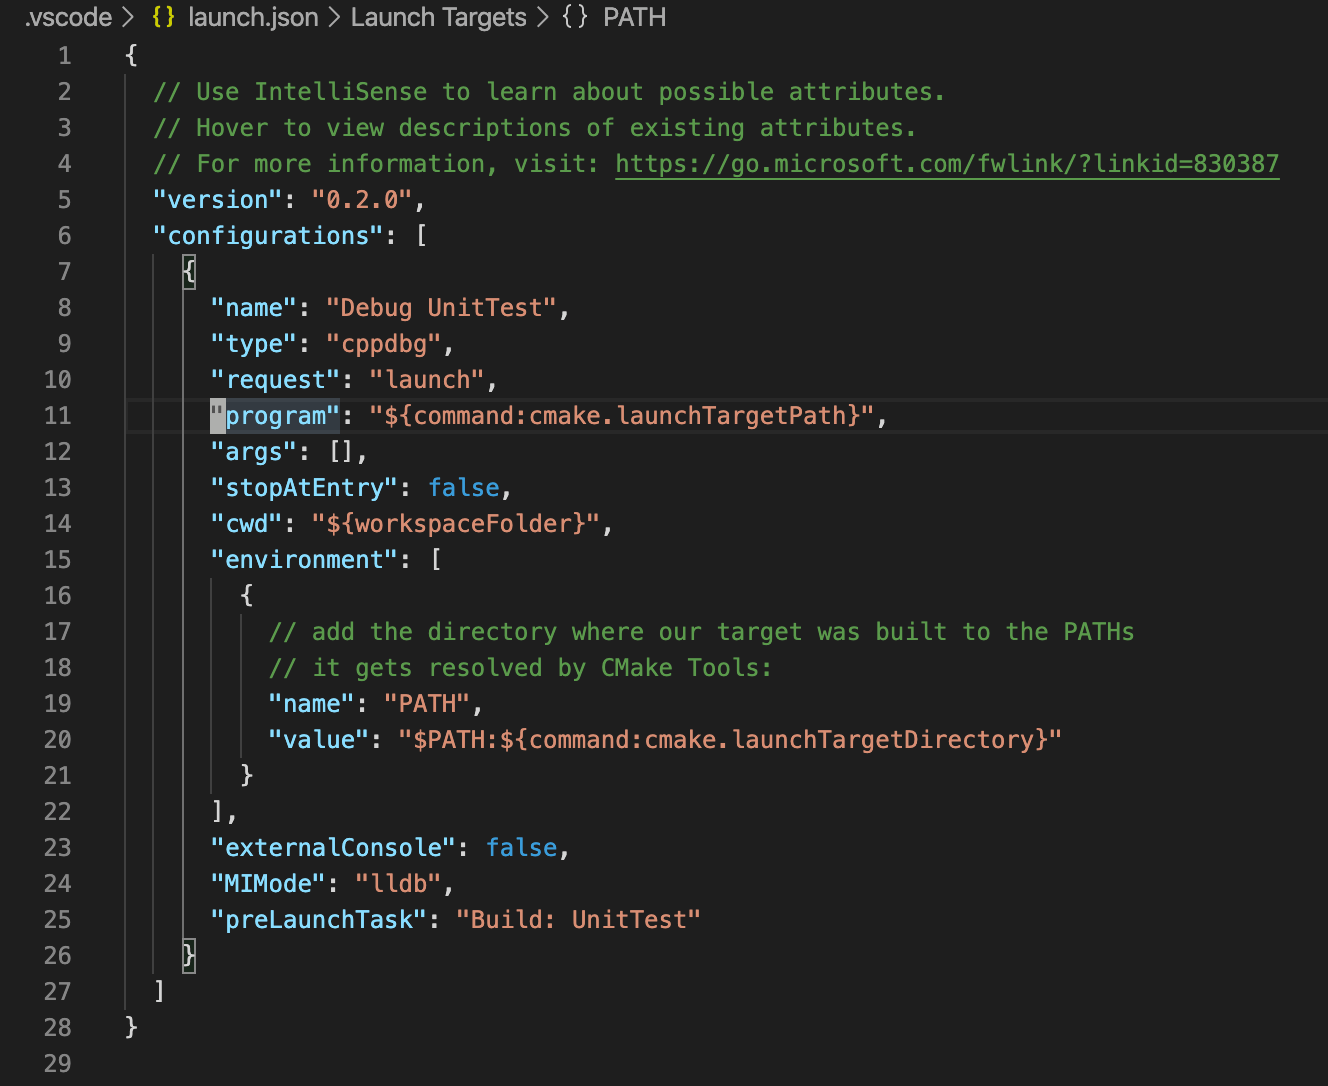 .vscode > {} launch.json > Launch Targets > {} PATH
1 {
2 // Use IntelliSense to learn about possible attributes.
3 // Hover to view descriptions of existing attributes.
4 // For more information, visit: https://go.microsoft.com/fwlink/?linkid=830387
5 "version": "0.2.0",
6 "configurations": [
7 {
8 "name": "Debug UnitTest",
9 "type": "cppdbg",
10 "request": "launch",
11 "program": "${command:cmake.launchTargetPath}",
12 "args": [],
13 "stopAtEntry": false,
14 "cwd": "${workspaceFolder}",
15 "environment": [
16 {
17 // add the directory where our target was built to the PATHs
18 // it gets resolved by CMake Tools:
19 "name": "PATH",
20 "value": "$PATH:${command:cmake.launchTargetDirectory}"
21 }
22 ],
23 "externalConsole": false,
24 "MIMode": "lldb",
25 "preLaunchTask": "Build: UnitTest"
26 }
27 ]
28 }
29